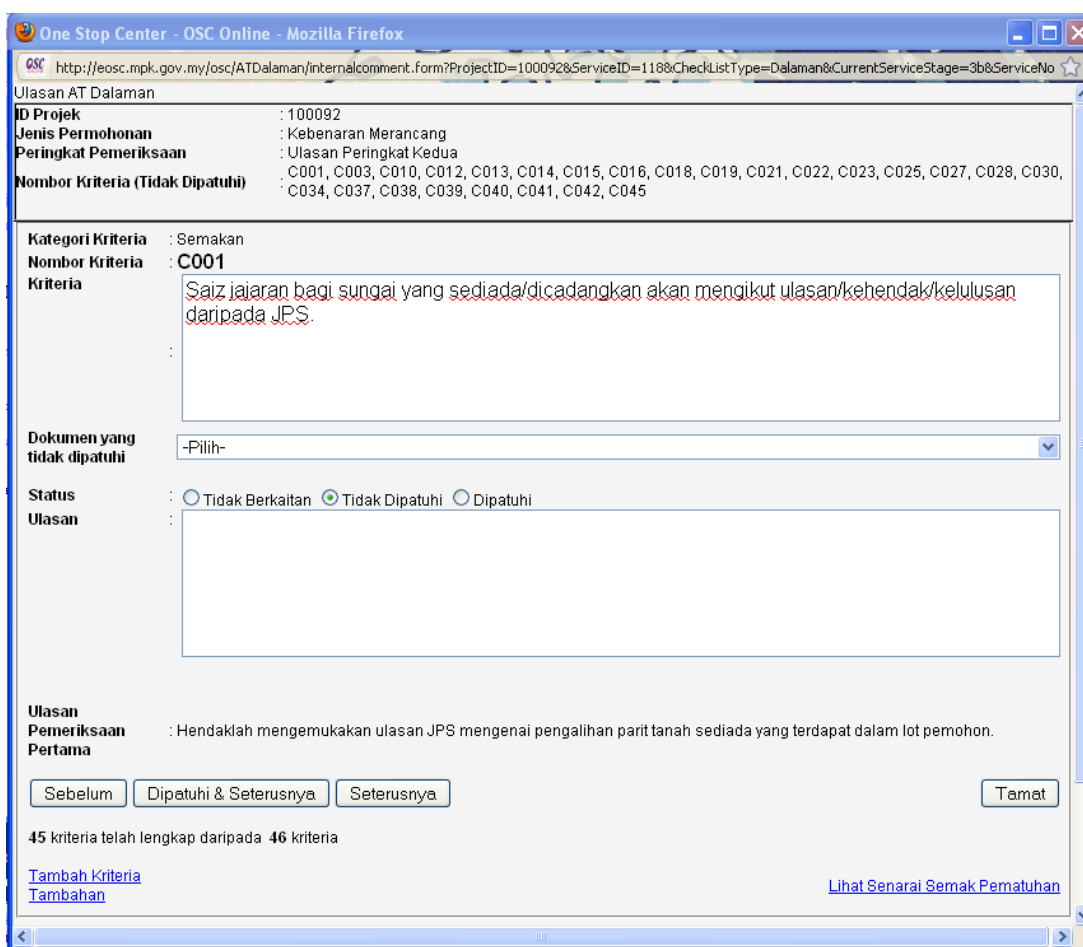 One Stop Center - OSC Online - Mozilla Firefox
OSC http://eosc.mpk.gov.my/osc/ATDalaman/internalcomment.form?ProjectID=100092&ServiceID=118&CheckListType=Dalaman&CurrentServiceStage=3b&ServiceNo
Ulasan AT Dalaman
ID Projek : 100092
Jenis Permohonan : Kebenaran Merancang
Peringkat Pemeriksaan : Ulasan Peringkat Kedua
Nombor Kriteria (Tidak Dipatuhi) : C001, C003, C010, C012, C013, C014, C015, C016, C018, C019, C021, C022, C023, C025, C027, C028, C030,
C034, C037, C038, C039, C040, C041, C042, C045
Kategori Kriteria : Semakan
Nombor Kriteria : C001
Kriteria : Saiz jajaran bagi sungai yang sediada/dicadangkan akan mengikut ulasan/kehendak/kelulusan
daripada JPS.
Dokumen yang
tidak dipatuhi
-Pilih-
Status : Tidak Berkaitan Tidak Dipatuhi Dipatuhi
Ulasan :
Ulasan
Pemeriksaan
Pertama
: Hendaklah mengemukakan ulasan JPS mengenai pengalihan parit tanah sediada yang terdapat dalam lot pemohon.
Sebelum Dipatuhi & Seterusnya Seterusnya Tamat
45 kriteria telah lengkap daripada 46 kriteria
Tambah Kriteria
Tambahan
Lihat Senarai Semak Pematuhan